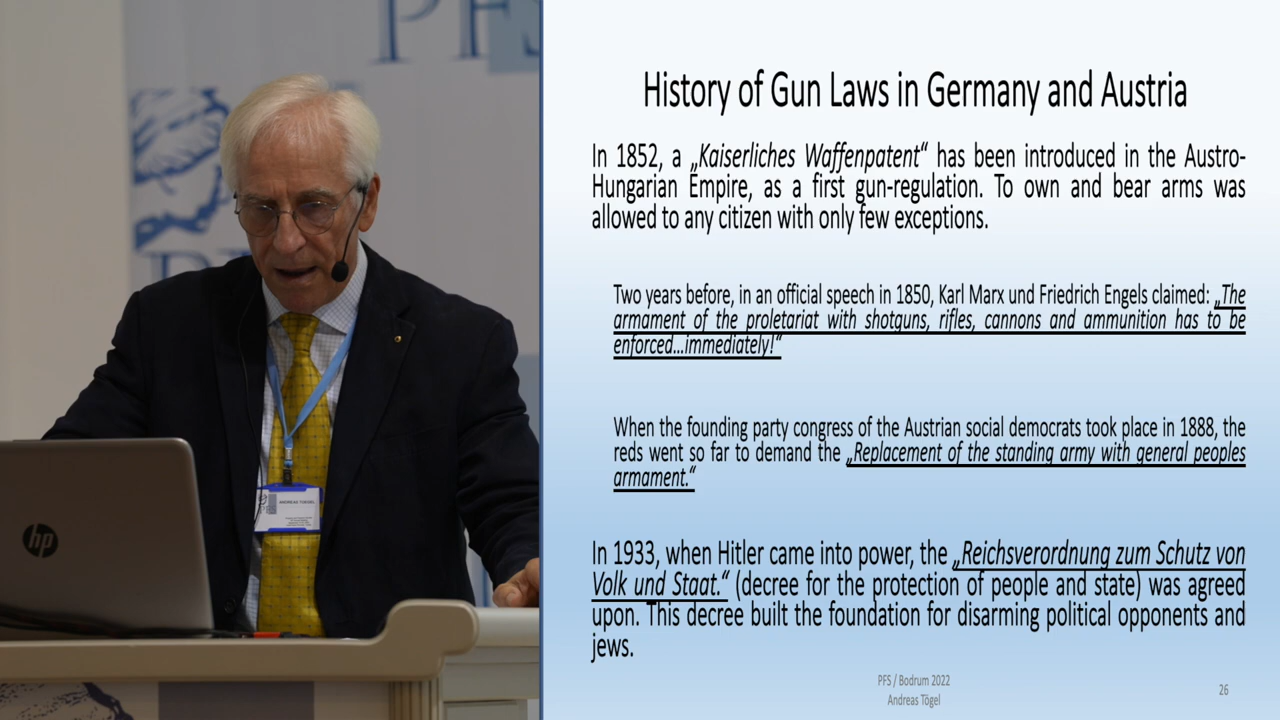 PFS
History of Gun Laws in Germany and Austria
In 1852, a „Kaiserliches Waffenpatent“ has been introduced in the Austro-
Hungarian Empire, as a first gun-regulation. To own and bear arms was
allowed to any citizen with only few exceptions.
Two years before, in an official speech in 1850, Karl Marx und Friedrich Engels claimed: „The
armament of the proletariat with shotguns, rifles, cannons and ammunition has to be
enforced...immediately!“
When the founding party congress of the Austrian social democrats took place in 1888, the
reds went so far to demand the „Replacement of the standing army with general peoples
armament.“
In 1933, when Hitler came into power, the „Reichsverordnung zum Schutz von
Volk und Staat.“ (decree for the protection of people and state) was agreed
upon. This decree built the foundation for disarming political opponents and
jews.
PFS / Bodrum 2022
Andreas Tögel
26
ANDREAS TOEGEL
hp